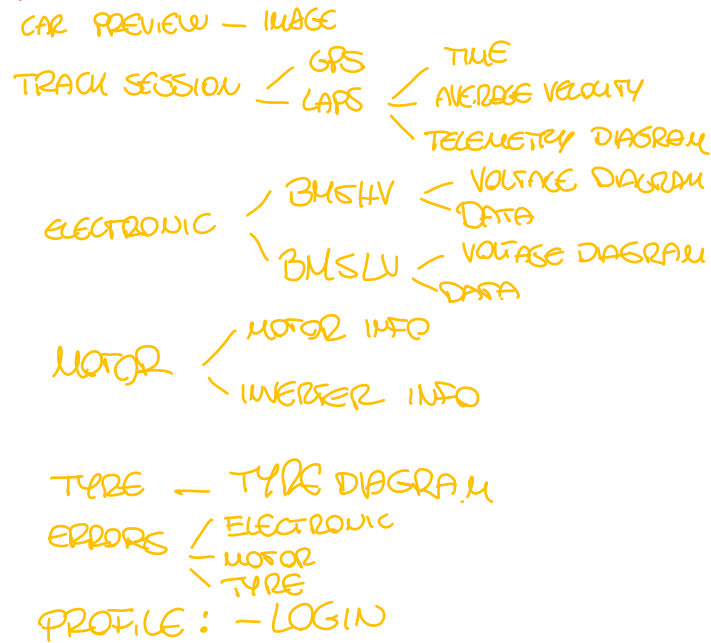 CAR PREVIEW – IMAGE
GPS TIME
TRACK SESSION LAPS AVERAGE VELOCITY
TELEMETRY DIAGRAM
BMSHV VOLTAGE DIAGRAM
DATA
ELECTRONIC
BMSLV VOLTAGE DIAGRAM
DATA
MOTOR INFO
MOTOR
INVERTER INFO
TYRE – TYRE DIAGRAM
ELECTRONIC
ERRORS – MOTOR
TYRE
PROFILE: – LOGIN